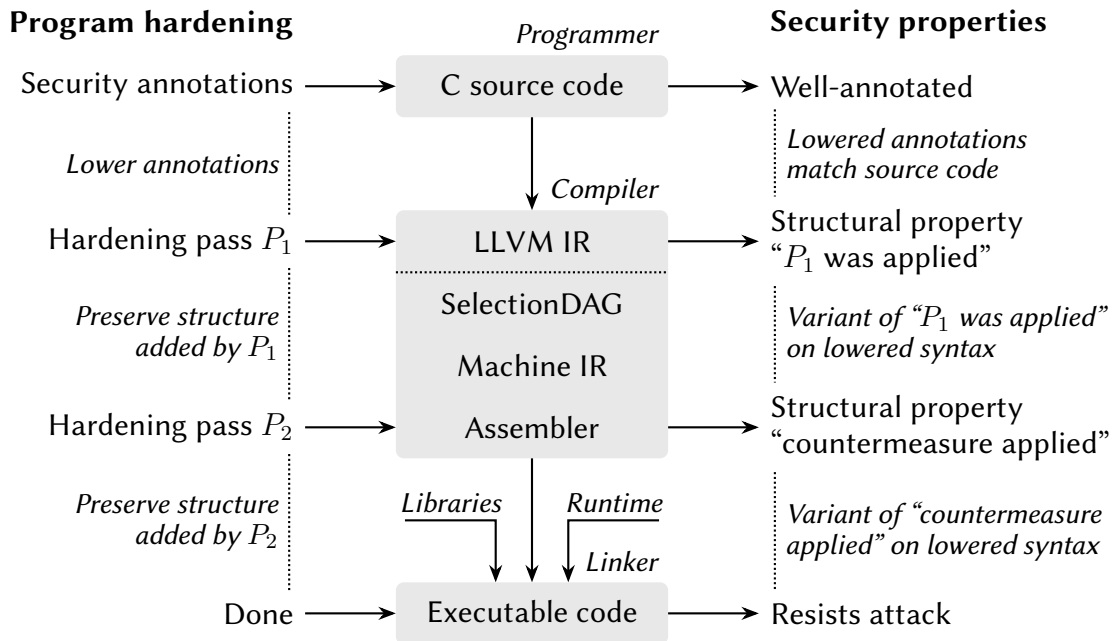 Program hardening
Programmer
Security properties
Security annotations
C source code
Well-annotated
Lower annotations
Lowered annotations
match source code
Compiler
Hardening pass P₁
LLVM IR
Structural property
“P₁ was applied”
SelectionDAG
Preserve structure
added by P₁
Variant of “P₁ was applied”
on lowered syntax
Machine IR
Hardening pass P₂
Assembler
Structural property
“countermeasure applied”
Preserve structure
added by P₂
Libraries
Runtime
Variant of “countermeasure
applied” on lowered syntax
Linker
Done
Executable code
Resists attack